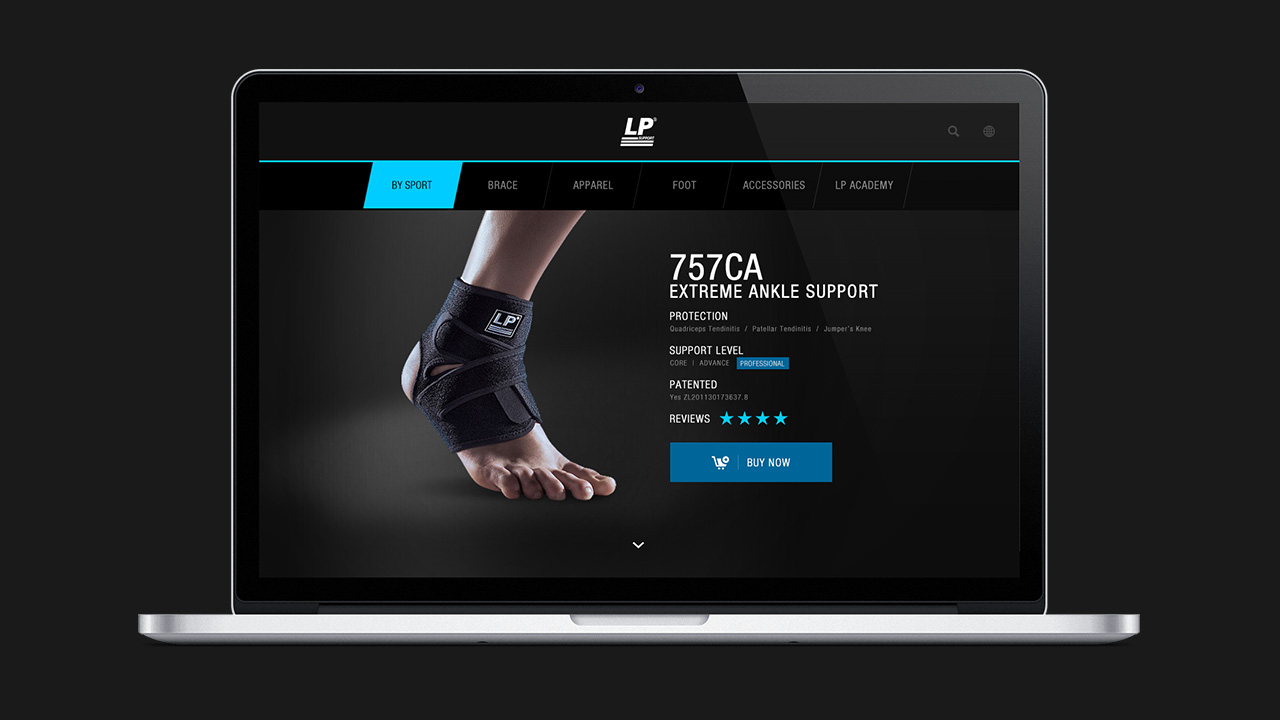 LP®
SUPPORT
BY SPORT
BRACE
APPAREL
FOOT
ACCESSORIES
LP ACADEMY
LP
757CA
EXTREME ANKLE SUPPORT
PROTECTION
Quadriceps Tendinitis / Patellar Tendinitis / Jumper's Knee
SUPPORT LEVEL
CORE | ADVANCE PROFESSIONAL
PATENTED
Yes ZL201130173637.8
REVIEWS
BUY NOW